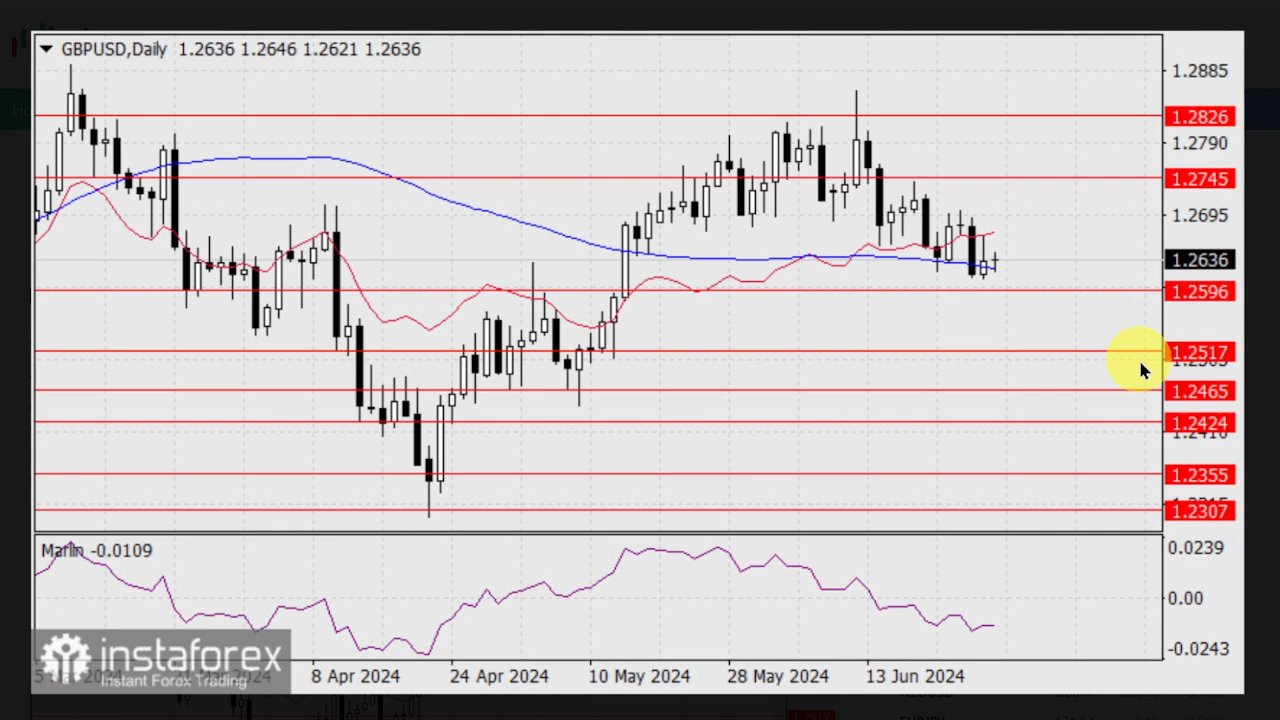 GBPUSD,Daily 1.2636 1.2646 1.2621 1.2636
1.2885
1.2826
1.2790
1.2745
1.2695
1.2636
1.2596
1.2517
1.2465
1.2424
1.2355
1.2307
Marlin -0.0109
0.0239
0.00
-0.0243
instaforex
Instant Forex Trading
8 Apr 2024
24 Apr 2024
10 May 2024
28 May 2024
13 Jun 2024